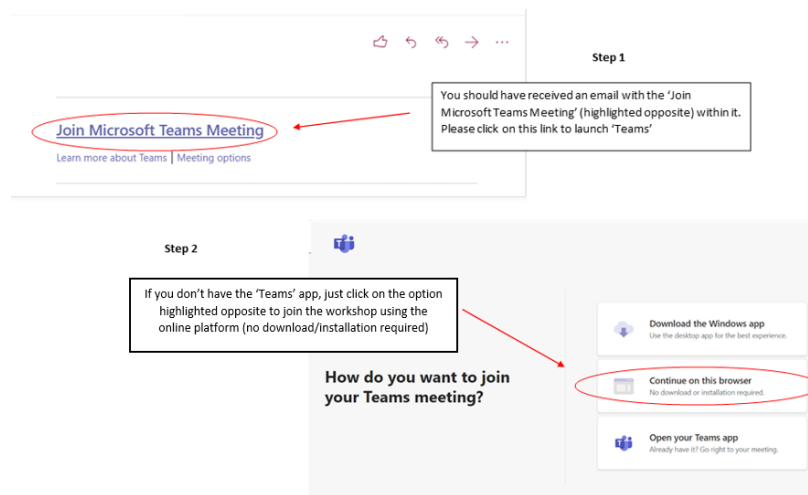 Step 1
You should have received an email with the ‘Join
Microsoft Teams Meeting’ (highlighted opposite) within it.
Please click on this link to launch ‘Teams’
Join Microsoft Teams Meeting
Learn more about Teams | Meeting options
Step 2
If you don’t have the ‘Teams’ app, just click on the option
highlighted opposite to join the workshop using the
online platform (no download/installation required)
How do you want to join
your Teams meeting?
Download the Windows app
Use the desktop app for the best experience.
Continue on this browser
No download or installation required.
Open your Teams app
Already have it? Go right to your meeting.